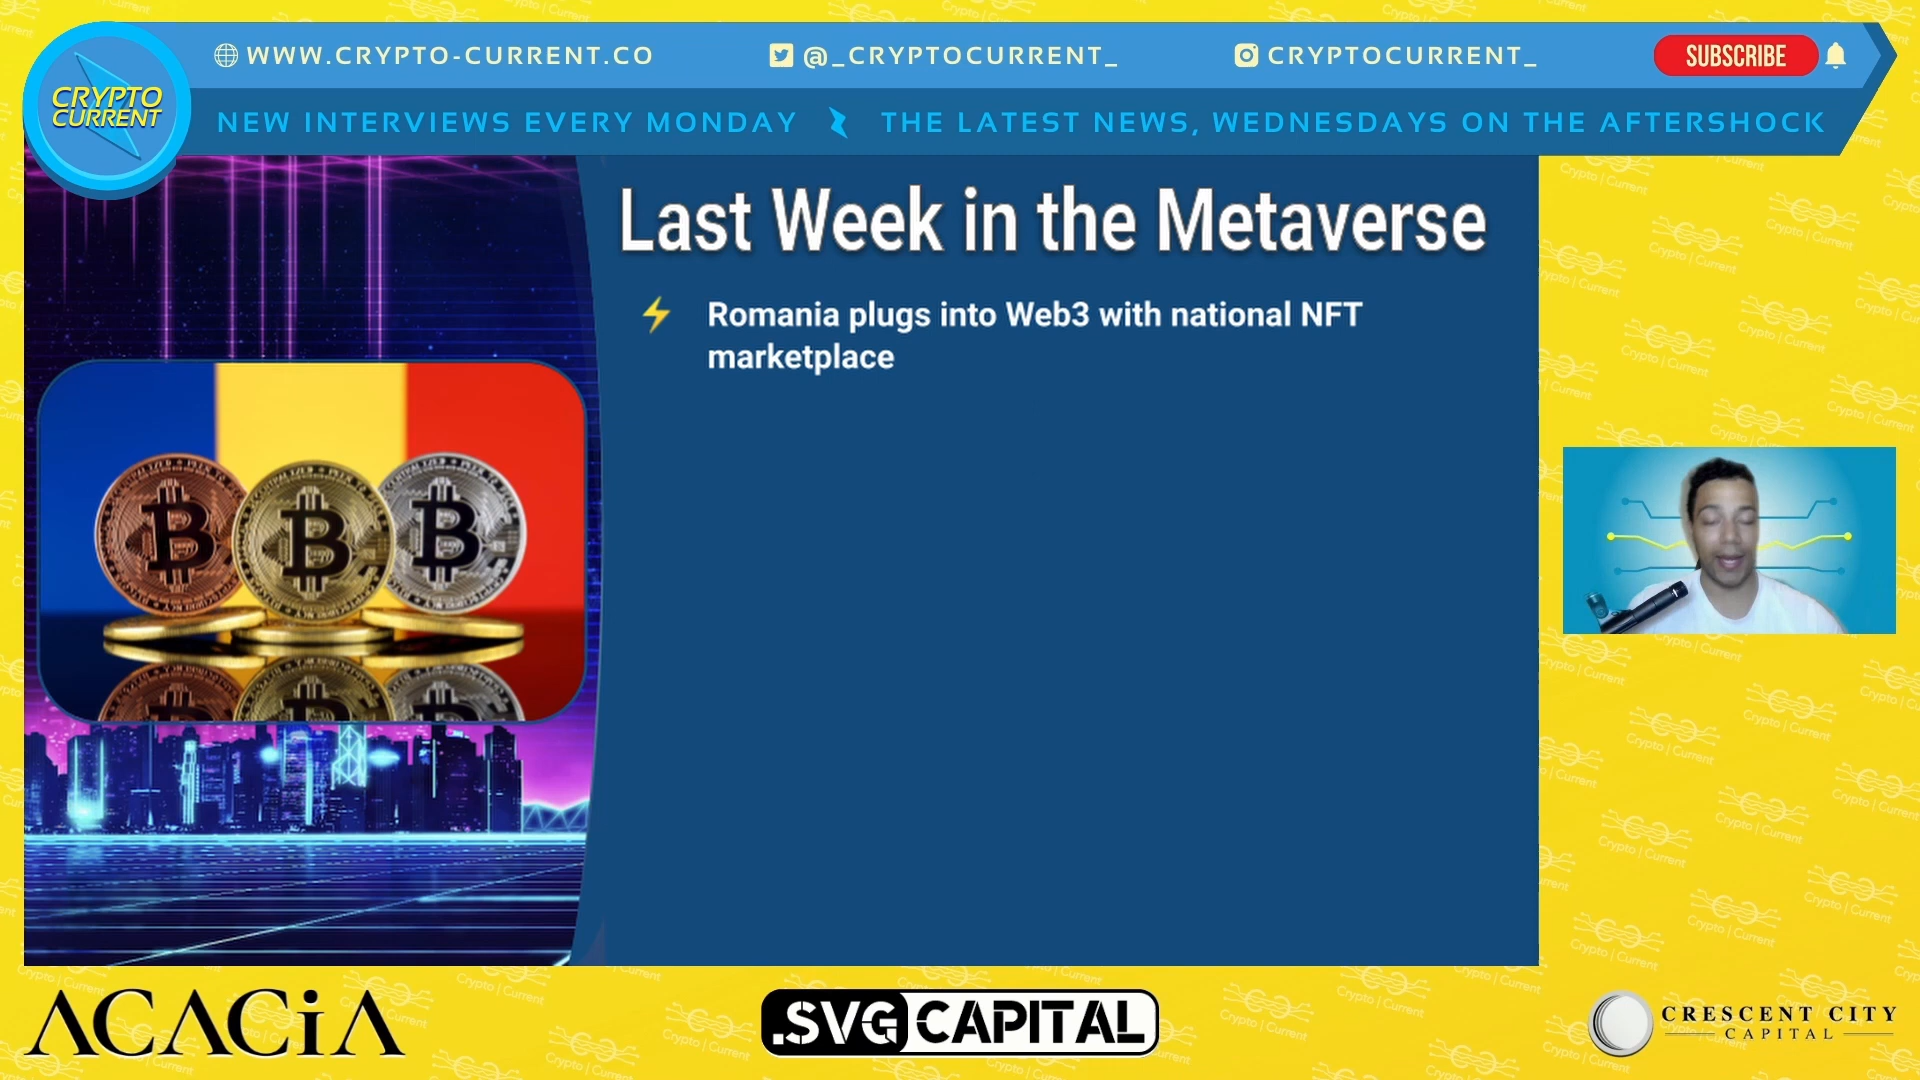 WWW.CRYPTO-CURRENT.CO
@_CRYPTOCURRENT_
CRYPTOCURRENT_
SUBSCRIBE
CRYPTO
CURRENT
NEW INTERVIEWS EVERY MONDAY
THE LATEST NEWS, WEDNESDAYS ON THE AFTERSHOCK
Last Week in the Metaverse
⚡ Romania plugs into Web3 with national NFT
marketplace
ACACiA
.SVG CAPITAL
CRESCENT CITY
CAPITAL
Crypto | Current